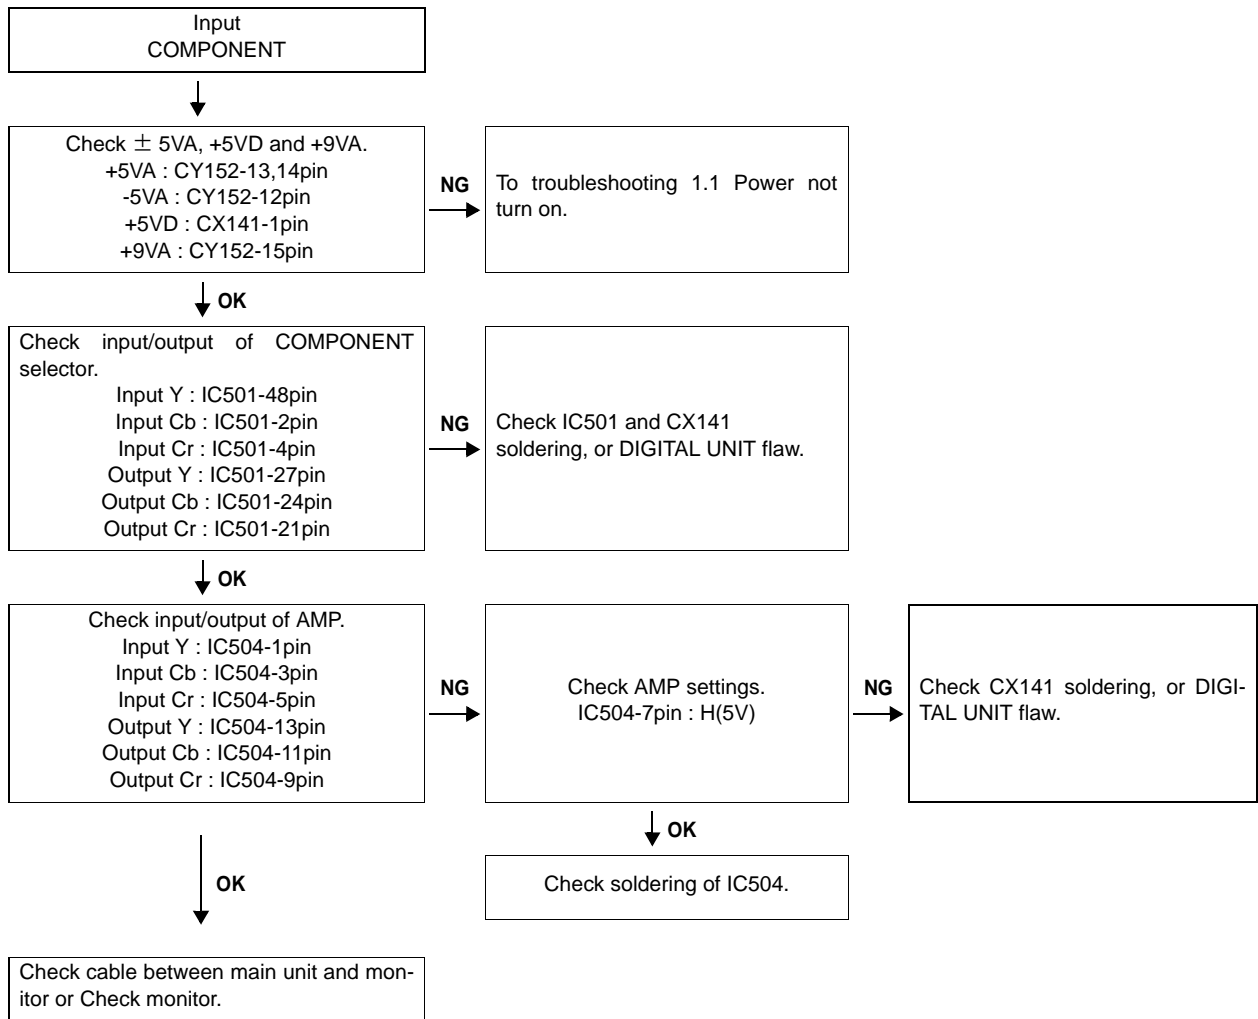 Input
COMPONENT
Check ± 5VA, +5VD and +9VA.
+5VA : CY152-13,14pin
-5VA : CY152-12pin
+5VD : CX141-1pin
+9VA : CY152-15pin
NG
To troubleshooting 1.1 Power not
turn on.
OK
Check input/output of COMPONENT
selector.
Input Y : IC501-48pin
Input Cb : IC501-2pin
Input Cr : IC501-4pin
Output Y : IC501-27pin
Output Cb : IC501-24pin
Output Cr : IC501-21pin
NG
Check IC501 and CX141
soldering, or DIGITAL UNIT flaw.
OK
Check input/output of AMP.
Input Y : IC504-1pin
Input Cb : IC504-3pin
Input Cr : IC504-5pin
Output Y : IC504-13pin
Output Cb : IC504-11pin
Output Cr : IC504-9pin
NG
Check AMP settings.
IC504-7pin : H(5V)
NG
Check CX141 soldering, or DIGI-
TAL UNIT flaw.
OK
Check soldering of IC504.
OK
Check cable between main unit and mon-
itor or Check monitor.